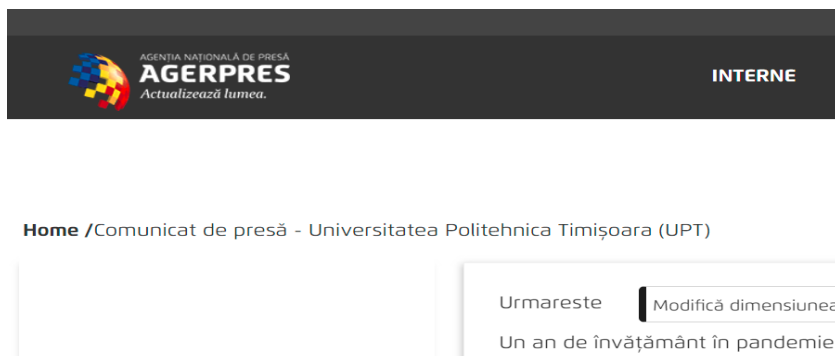 AGENȚIA NAȚIONALĂ DE PRESĂ
AGERPRES
Actualizează lumea.
INTERNE
Home /Comunicat de presă - Universitatea Politehnica Timișoara (UPT)
Urmareste
Modifică dimensiunea
Un an de învățământ în pandemie